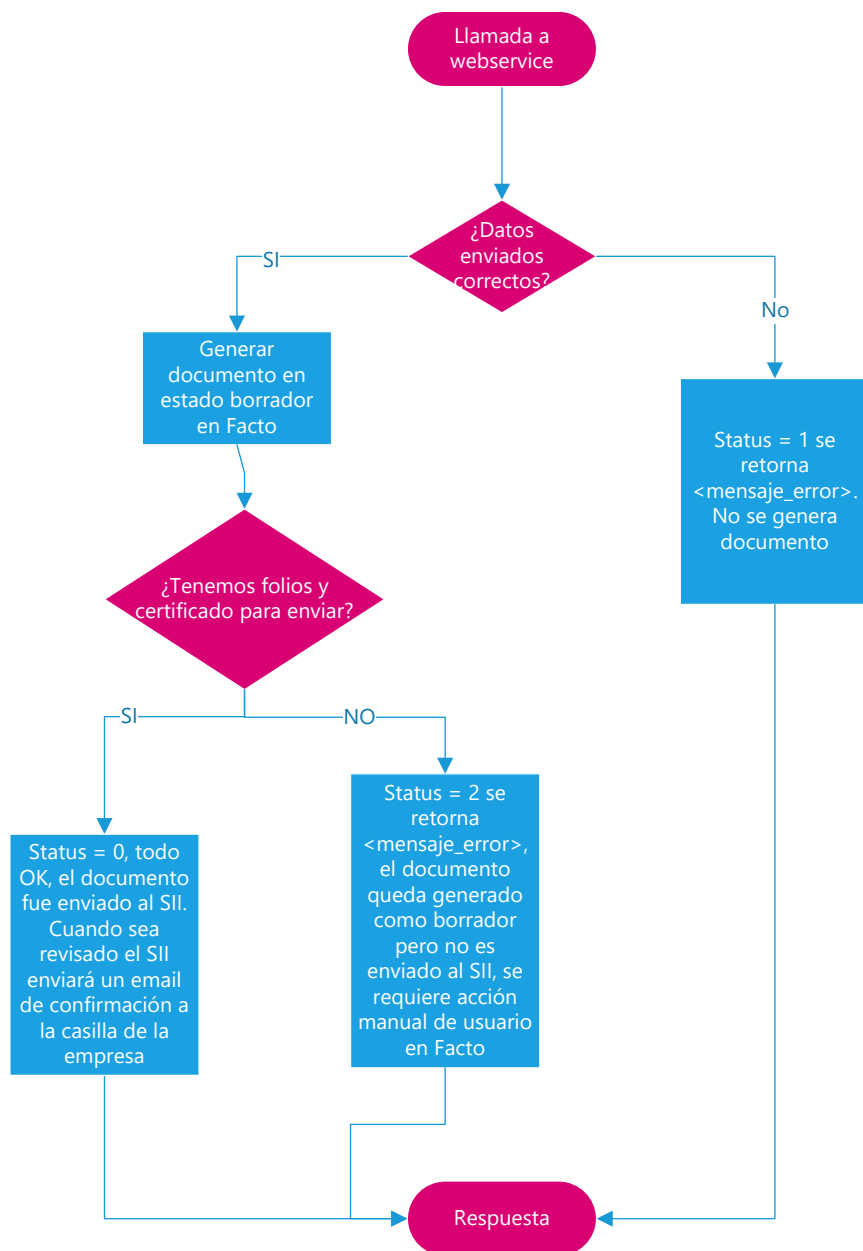 Llamada a
webservice
¿Datos
enviados
correctos?
SI
No
Generar
documento en
estado borrador
en Facto
Status = 1 se
retorna
<mensaje_error>.
No se genera
documento
¿Tenemos folios y
certificado para enviar?
SI
NO
Status = 0, todo
OK, el documento
fue enviado al SII.
Cuando sea
revisado el SII
enviará un email
de confirmación a
la casilla de la
empresa
Status = 2 se
retorna
<mensaje_error>,
el documento
queda generado
como borrador
pero no es
enviado al SII, se
requiere acción
manual de usuario
en Facto
Respuesta